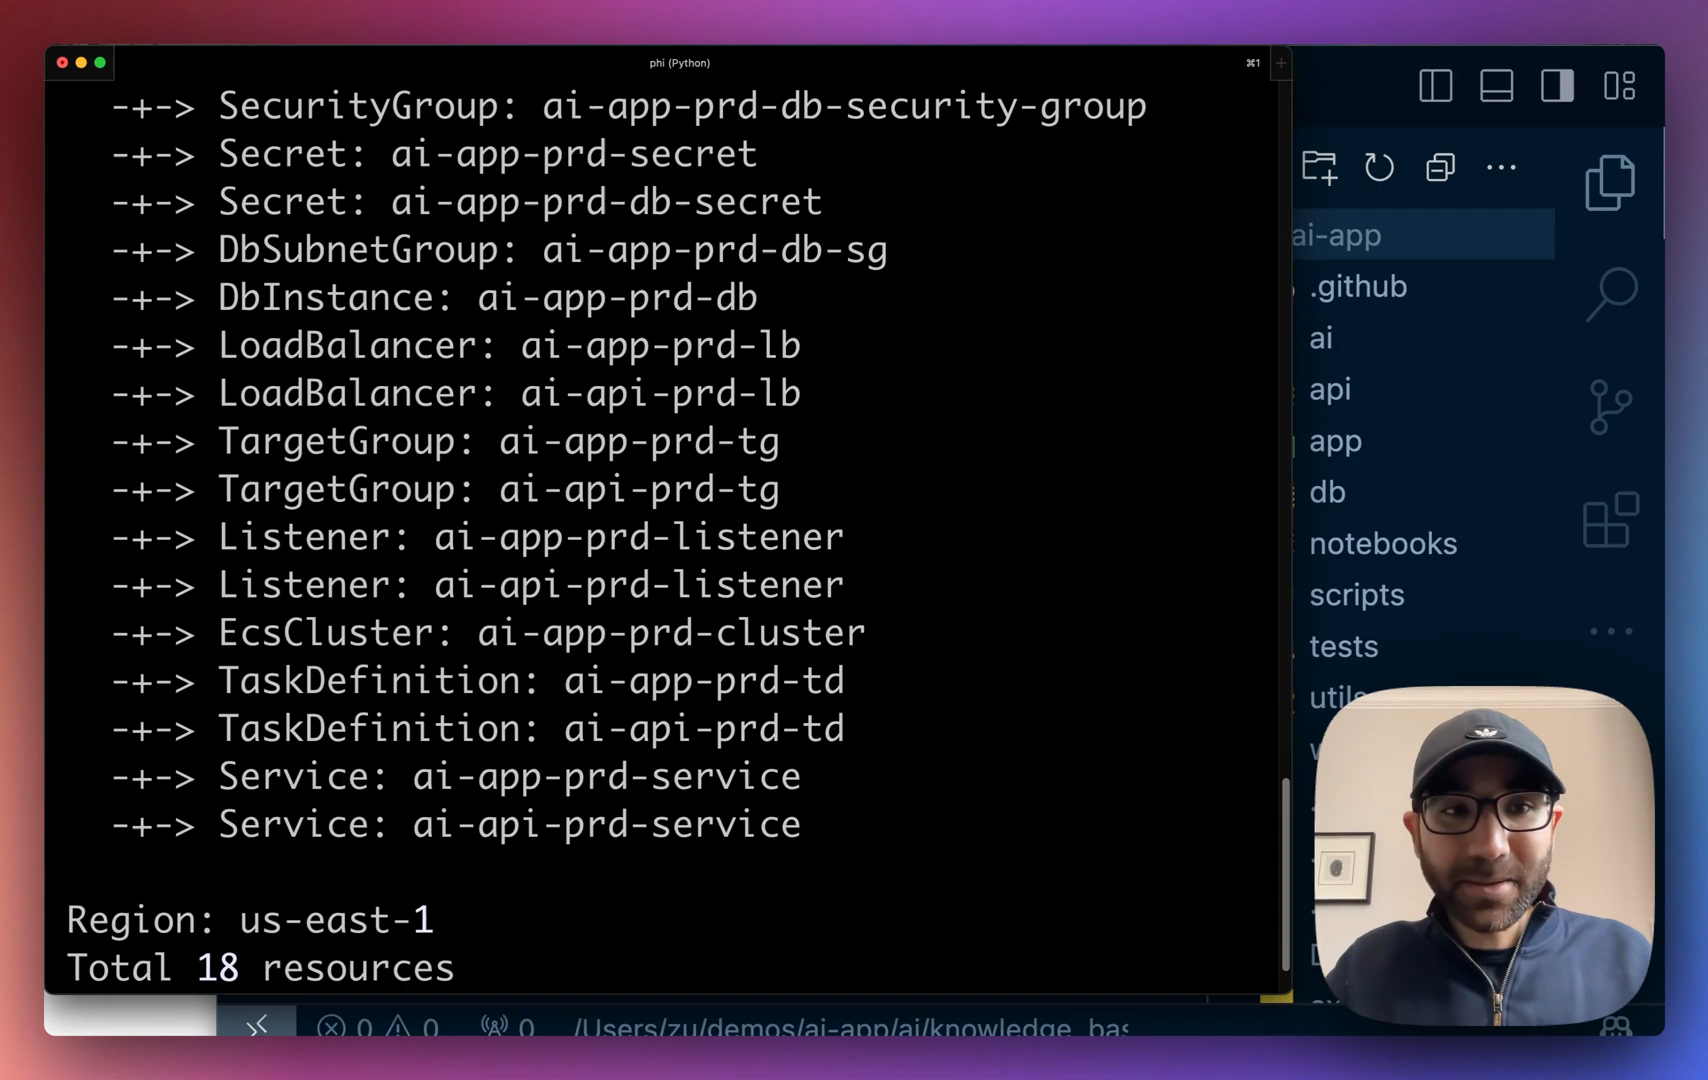 phi (Python)
⌘1
-+-> SecurityGroup: ai-app-prd-db-security-group
-+-> Secret: ai-app-prd-secret
-+-> Secret: ai-app-prd-db-secret
-+-> DbSubnetGroup: ai-app-prd-db-sg
-+-> DbInstance: ai-app-prd-db
-+-> LoadBalancer: ai-app-prd-lb
-+-> LoadBalancer: ai-api-prd-lb
-+-> TargetGroup: ai-app-prd-tg
-+-> TargetGroup: ai-api-prd-tg
-+-> Listener: ai-app-prd-listener
-+-> Listener: ai-api-prd-listener
-+-> EcsCluster: ai-app-prd-cluster
-+-> TaskDefinition: ai-app-prd-td
-+-> TaskDefinition: ai-api-prd-td
-+-> Service: ai-app-prd-service
-+-> Service: ai-api-prd-service
Region: us-east-1
Total 18 resources
ai-app
.github
ai
api
app
db
notebooks
scripts
tests
0 0 0 /Users/zu/demos/ai-app/ai/knowledge_bas